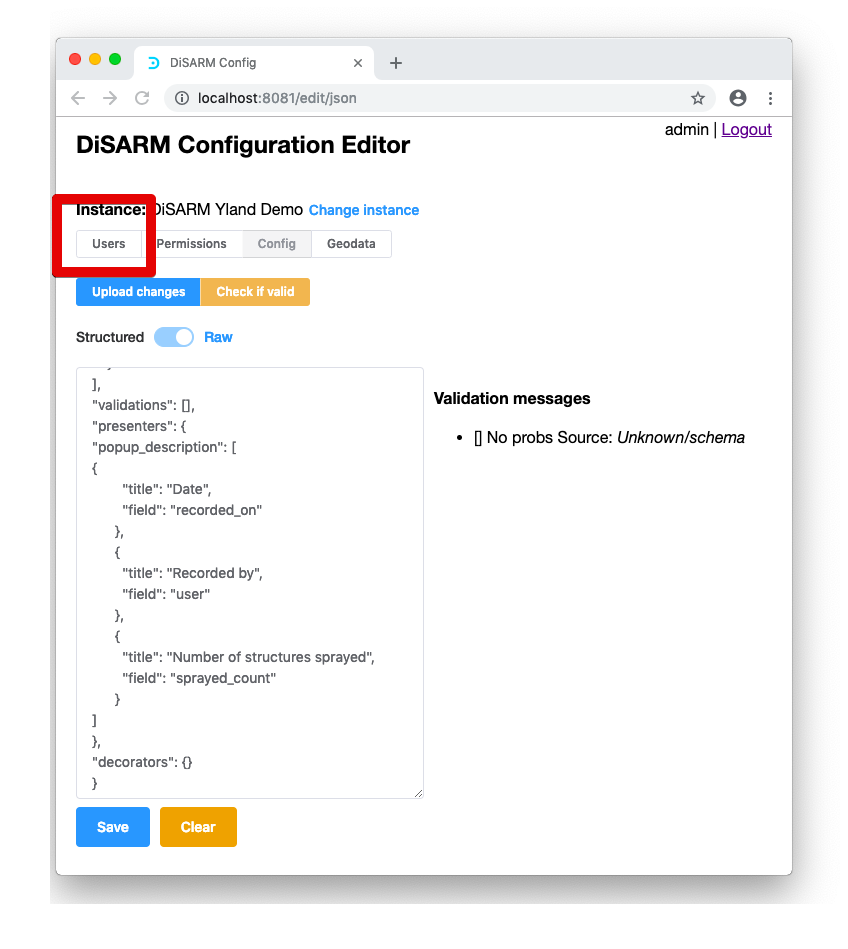 DiSARM Config
localhost:8081/edit/json
admin | Logout
DiSARM Configuration Editor
Instance: DiSARM Yland Demo Change instance
Users Permissions Config Geodata
Upload changes Check if valid
Structured Raw
],
"validations": [],
"presenters": {
"popup_description": [
{
"title": "Date",
"field": "recorded_on"
},
{
"title": "Recorded by",
"field": "user"
},
{
"title": "Number of structures sprayed",
"field": "sprayed_count"
}
]
},
"decorators": {}
}
Validation messages
• [] No probs Source: Unknown/schema
Save Clear